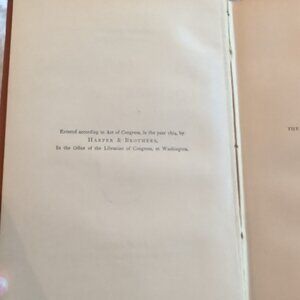 Entered according to Act of Congress, in the year 1874, by
HARPER & BROTHERS,
In the Office of the Librarian of Congress, at Washington.
THE